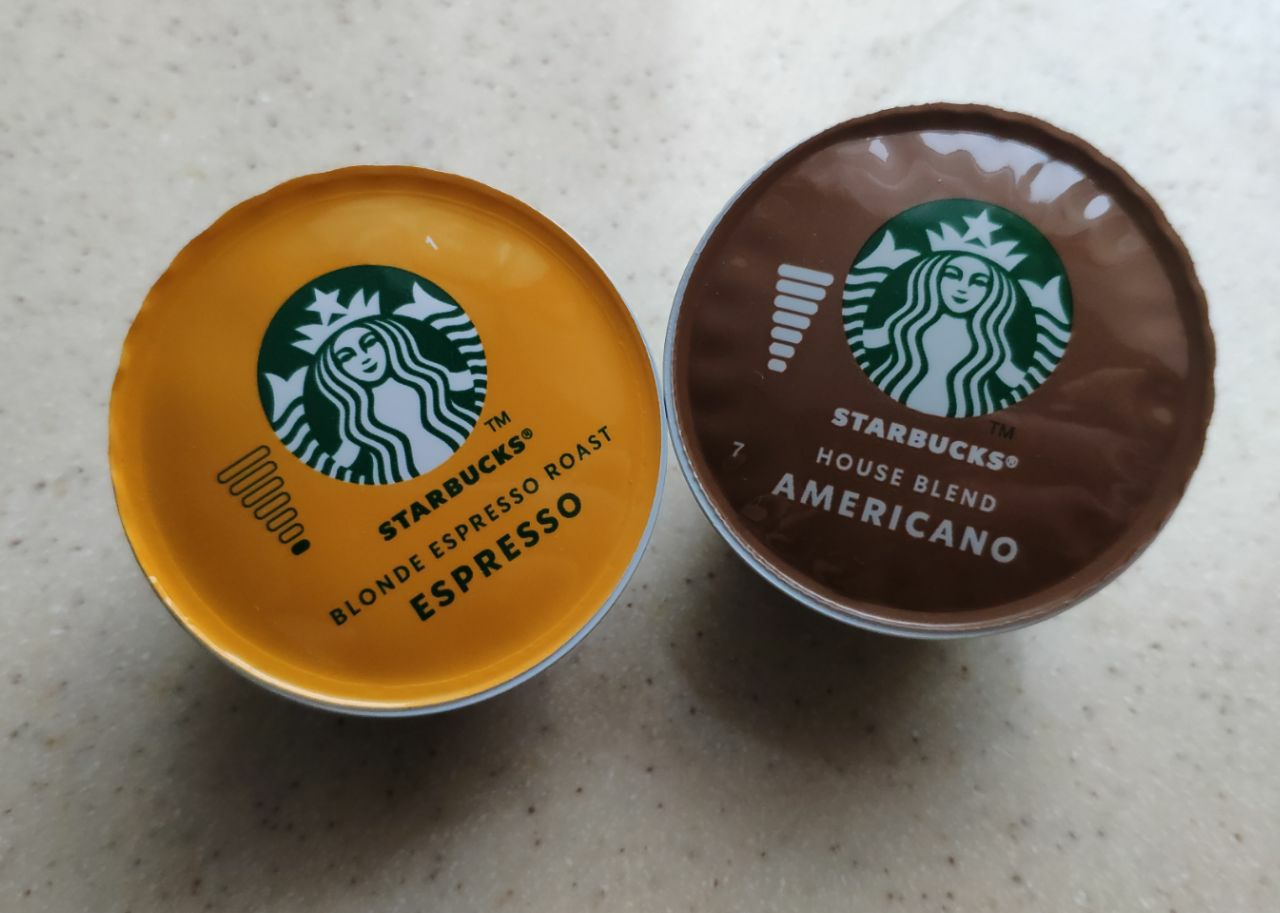 1
TM
STARBUCKS®
BLONDE ESPRESSO ROAST
ESPRESSO
TM
STARBUCKS®
7
HOUSE BLEND
AMERICANO